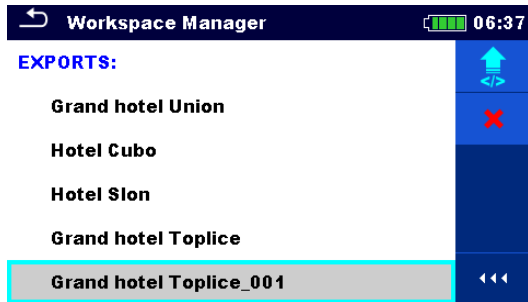 Workspace Manager 06:37
EXPORTS:
Grand hotel Union
Hotel Cubo
Hotel Slon
Grand hotel Toplice
Grand hotel Toplice_001
</>